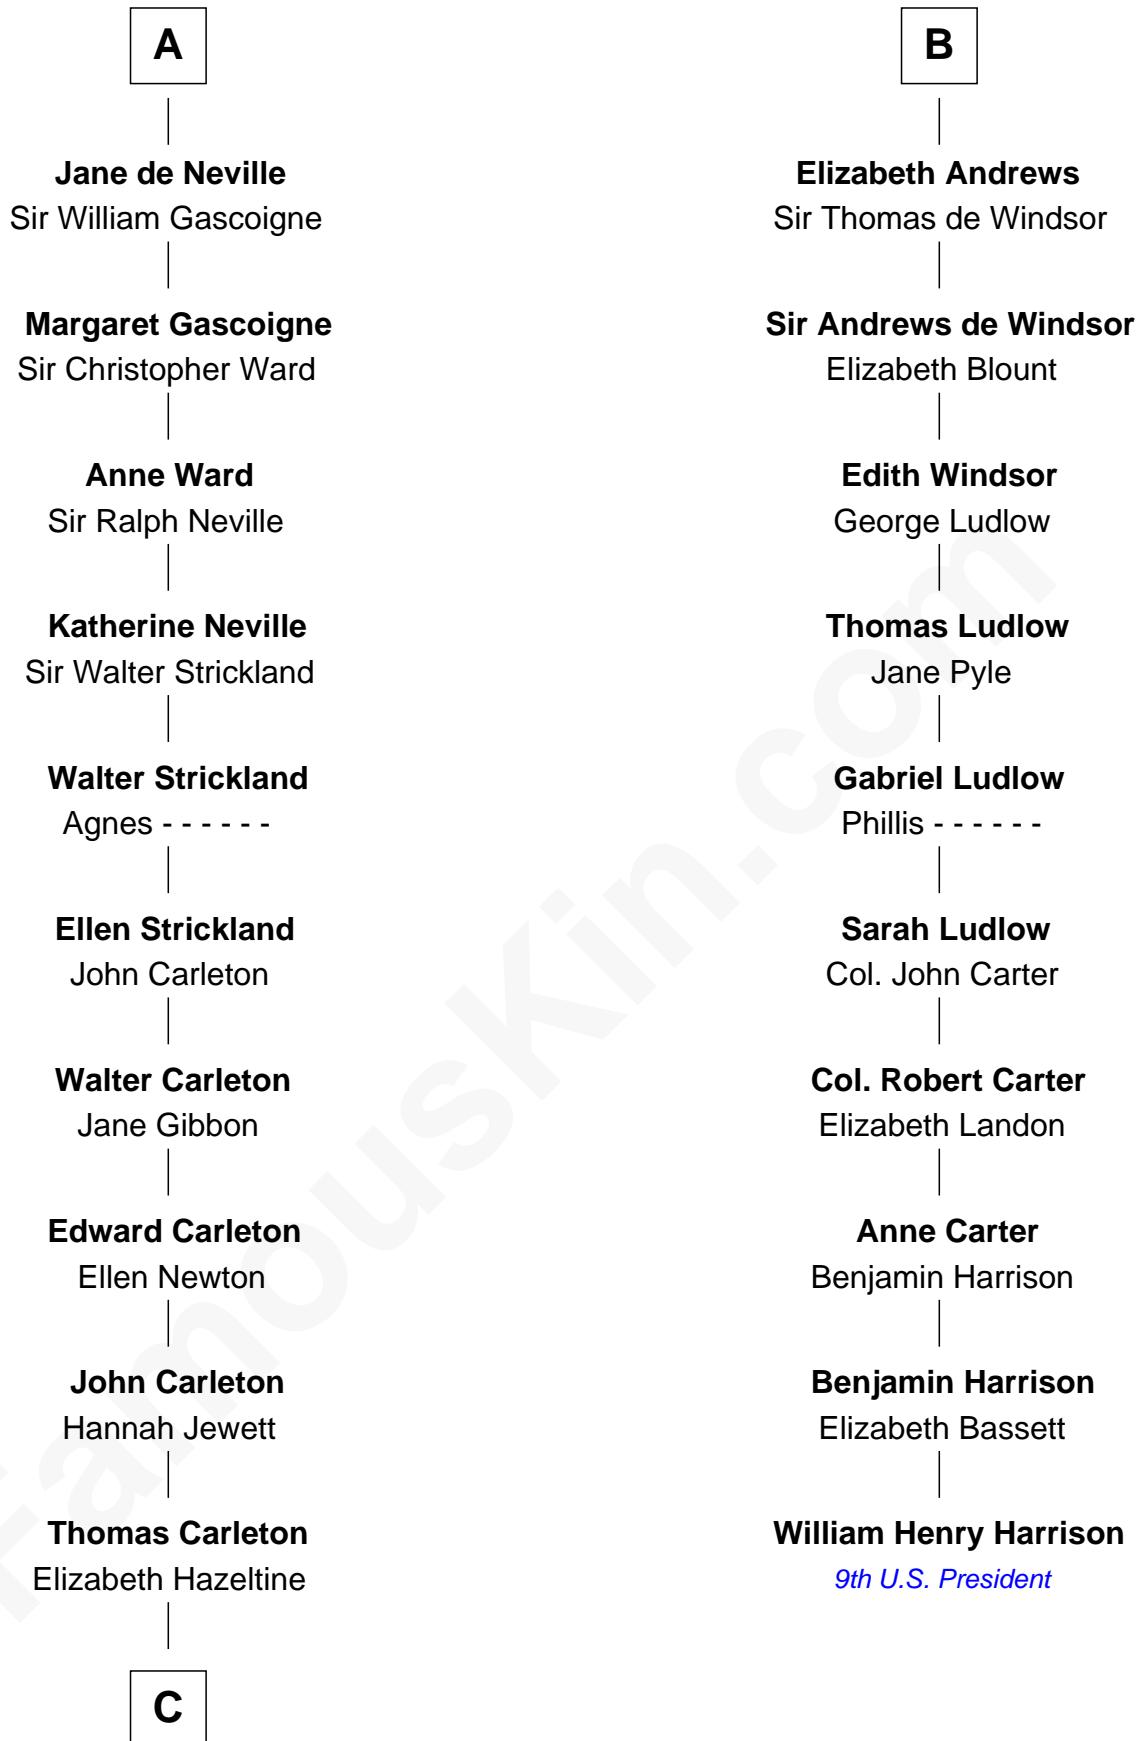 A
Jane de Neville
Sir William Gascoigne
Margaret Gascoigne
Sir Christopher Ward
Anne Ward
Sir Ralph Neville
Katherine Neville
Sir Walter Strickland
Walter Strickland
Agnes - - - - - -
Ellen Strickland
John Carleton
Walter Carleton
Jane Gibbon
Edward Carleton
Ellen Newton
John Carleton
Hannah Jewett
Thomas Carleton
Elizabeth Hazeltine
C
B
Elizabeth Andrews
Sir Thomas de Windsor
Sir Andrews de Windsor
Elizabeth Blount
Edith Windsor
George Ludlow
Thomas Ludlow
Jane Pyle
Gabriel Ludlow
Phillis - - - - - -
Sarah Ludlow
Col. John Carter
Col. Robert Carter
Elizabeth Landon
Anne Carter
Benjamin Harrison
Benjamin Harrison
Elizabeth Bassett
William Henry Harrison
9th U.S. President
FamousKin.com